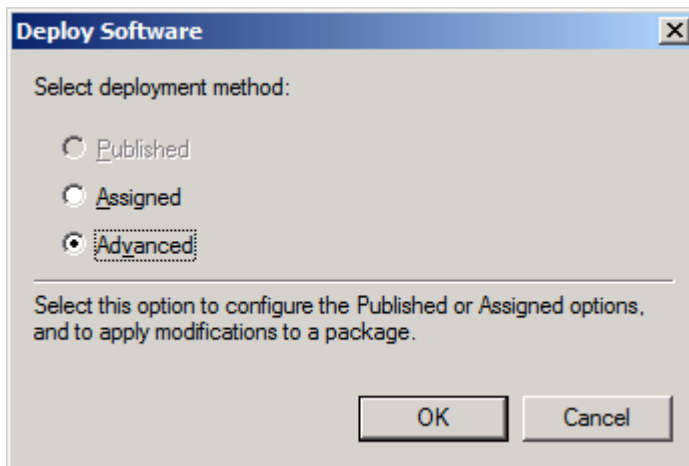 Deploy Software
Select deployment method:
Published
Assigned
Advanced
Select this option to configure the Published or Assigned options,
and to apply modifications to a package.
OK
Cancel